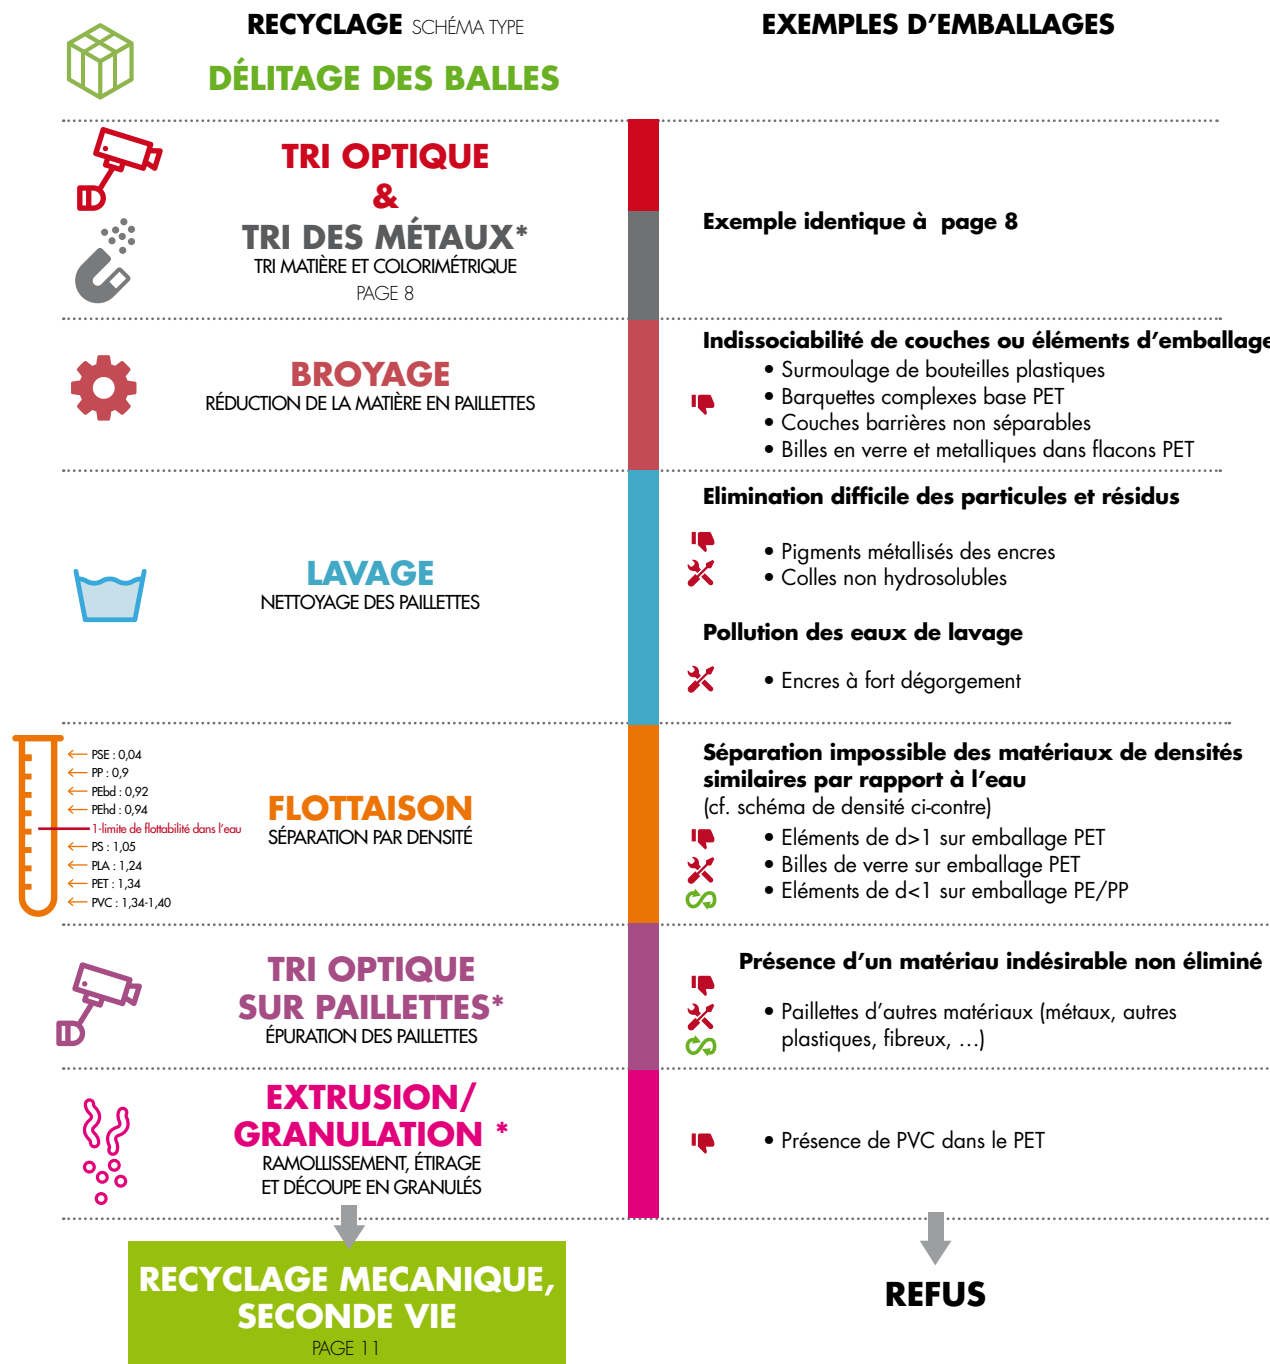 RECYCLAGE SCHÉMA TYPE
EXEMPLES D’EMBALLAGES
DÉLITAGE DES BALLES
TRI OPTIQUE
&
TRI DES MÉTAUX*
TRI MATIÈRE ET COLORIMÉTRIQUE
PAGE 8
Exemple identique à page 8
BROYAGE
RÉDUCTION DE LA MATIÈRE EN PAILLETTES
Indissociabilité de couches ou éléments d’emballage
• Surmoulage de bouteilles plastiques
• Barquettes complexes base PET
• Couches barrières non séparables
• Billes en verre et metalliques dans flacons PET
LAVAGE
NETTOYAGE DES PAILLETTES
Elimination difficile des particules et résidus
• Pigments métallisés des encres
• Colles non hydrosolubles
Pollution des eaux de lavage
• Encres à fort dégorgement
PSE : 0,04
PP : 0,9
PEbd : 0,92
PEhd : 0,94
1-limite de flottabilité dans l’eau
PS : 1,05
PLA : 1,24
PET : 1,34
PVC : 1,34-1,40
FLOTTAISON
SÉPARATION PAR DENSITÉ
Séparation impossible des matériaux de densités
similaires par rapport à l’eau
(cf. schéma de densité ci-contre)
• Eléments de d>1 sur emballage PET
• Billes de verre sur emballage PET
• Eléments de d<1 sur emballage PE/PP
TRI OPTIQUE
SUR PAILLETTES*
ÉPURATION DES PAILLETTES
Présence d’un matériau indésirable non éliminé
• Paillettes d’autres matériaux (métaux, autres
plastiques, fibreux, ...)
EXTRUSION/
GRANULATION *
RAMOLLISSEMENT, ÉTIRAGE
ET DÉCOUPE EN GRANULÉS
• Présence de PVC dans le PET
RECYCLAGE MECANIQUE,
SECONDE VIE
PAGE 11
REFUS